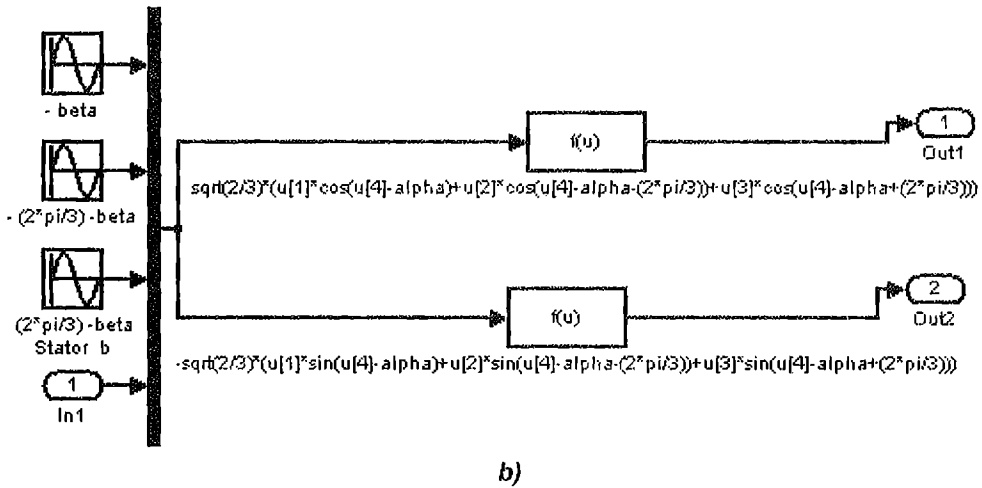 - beta
f(u)
1
Out1
sqrt(2/3)*(u[1]*cos(u[4]-alpha)+u[2]*cos(u[4]-alpha-(2*pi/3))+u[3]*cos(u[4]-alpha+(2*pi/3)))
- (2*pi/3) -beta
(2*pi/3)-beta
Stator b
f(u)
2
Out2
-sqrt(2/3)*(u[1]*sin(u[4]-alpha)+u[2]*sin(u[4]-alpha-(2*pi/3))+u[3]*sin(u[4]-alpha+(2*pi/3)))
1
In1
b)